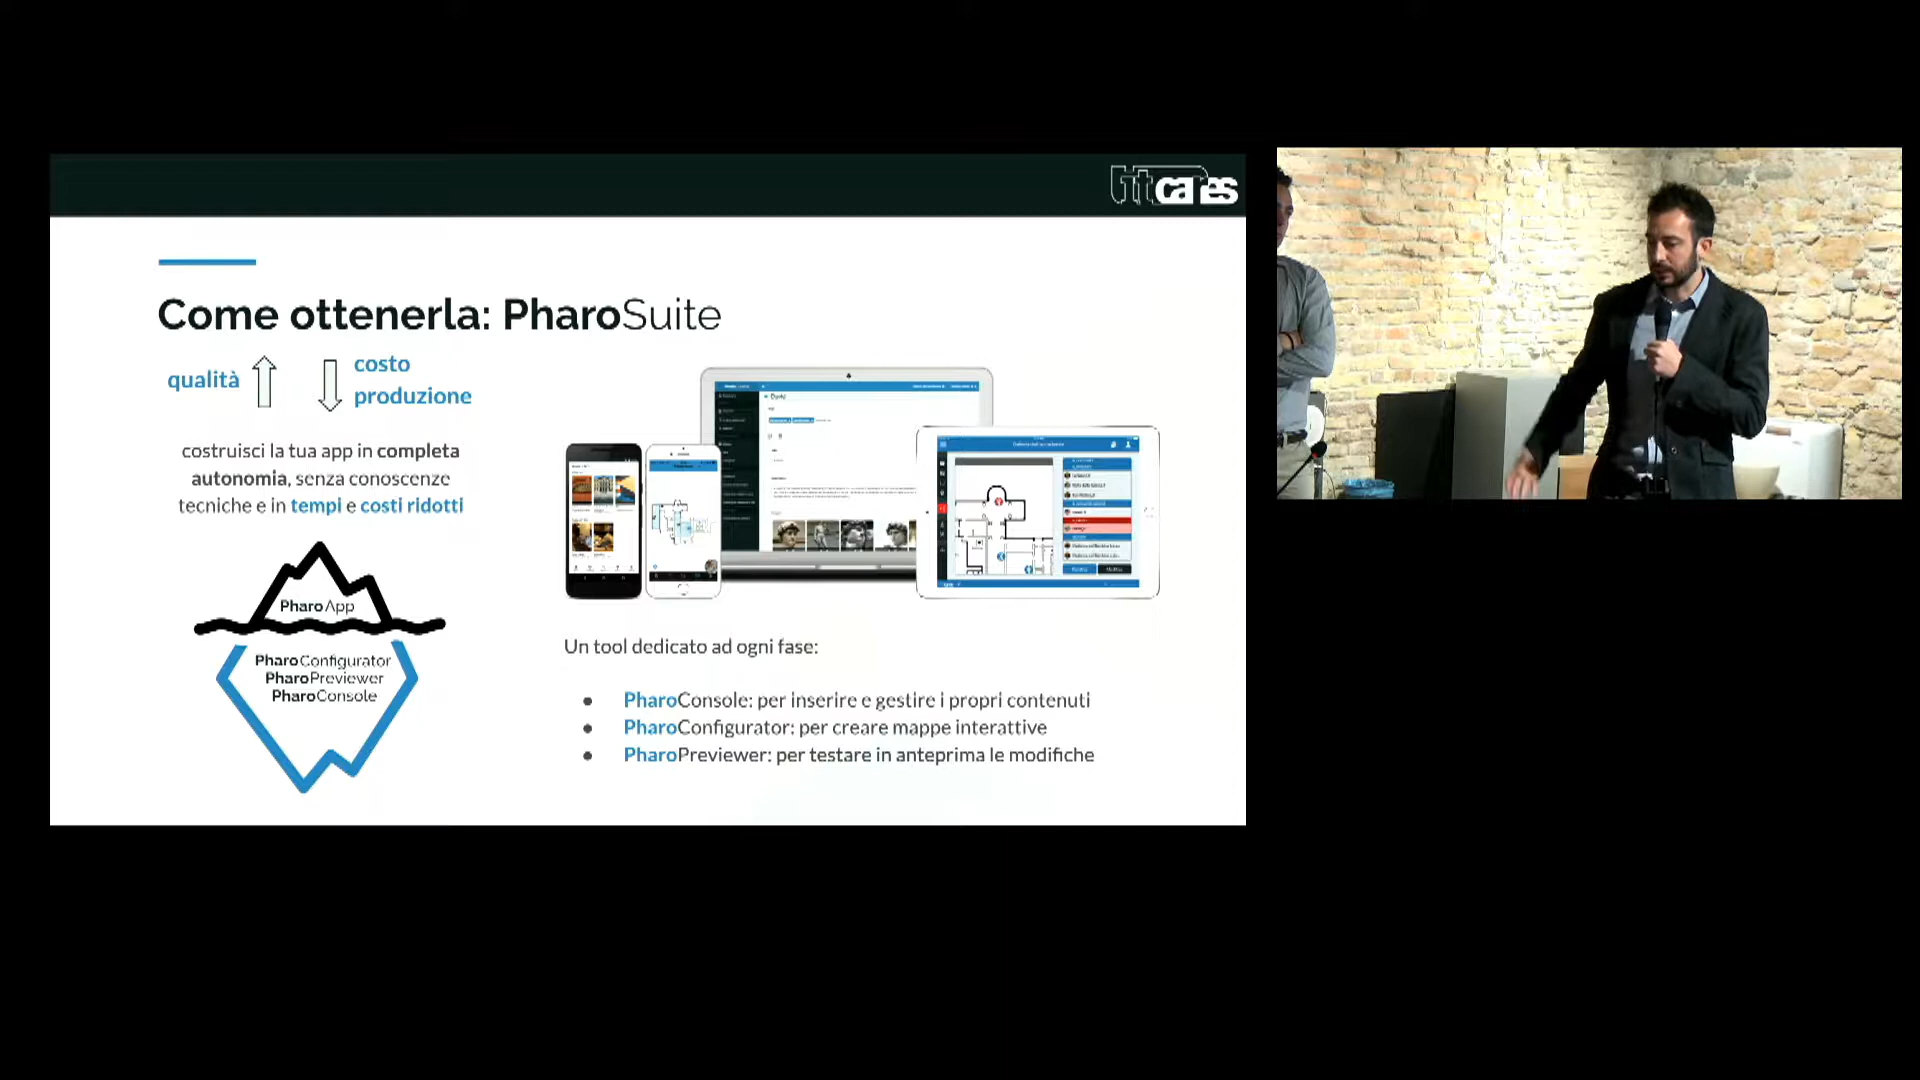 cares
Come ottenerla: PharoSuite
qualità
costo
produzione
costruisci la tua app in completa
autonomia, senza conoscenze
tecniche e in tempi e costi ridotti
PharoApp
PharoConfigurator
PharoPreviewer
PharoConsole
David
Un tool dedicato ad ogni fase:
PharoConsole: per inserire e gestire i propri contenuti
PharoConfigurator: per creare mappe interattive
PharoPreviewer: per testare in anteprima le modifiche